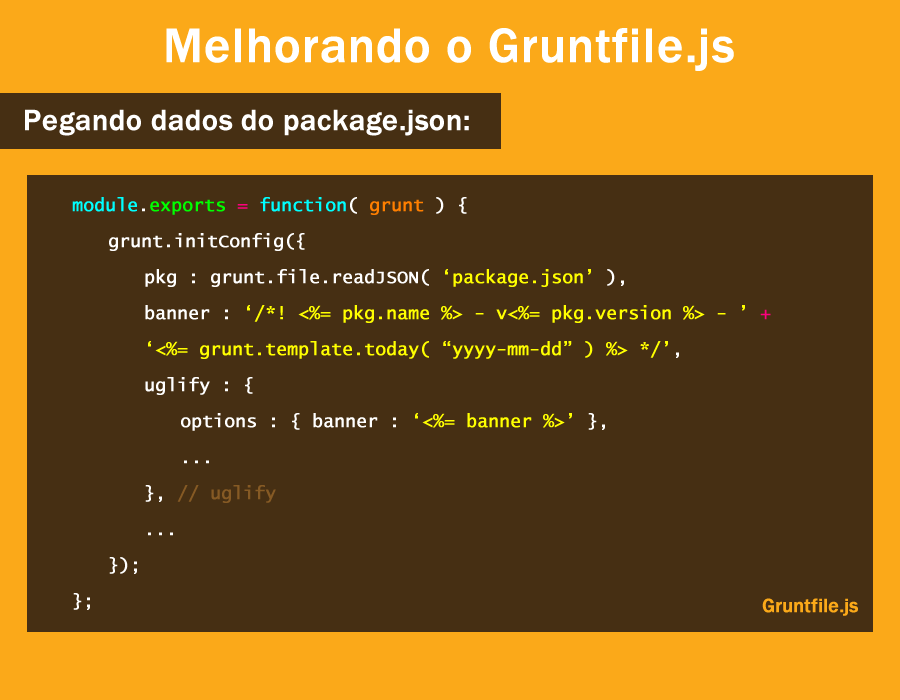 Melhorando o Gruntfile.js
Pegando dados do package.json:
module.exports = function( grunt ) {
grunt.initConfig({
pkg : grunt.file.readJSON( ‘package.json’ ),
banner : ‘/*! <%= pkg.name %> - v<%= pkg.version %> - ’ +
‘<%= grunt.template.today( “yyyy-mm-dd” ) %> */’,
uglify : {
options : { banner : ‘<%= banner %>’ },
...
}, // uglify
...
});
};
Gruntfile.js